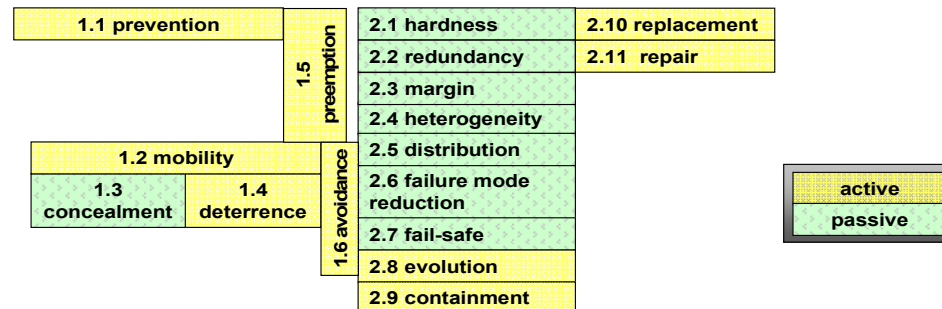 1.1 prevention
1.5
preemption
2.1 hardness
2.10 replacement
2.2 redundancy
2.11 repair
2.3 margin
2.4 heterogeneity
1.2 mobility
2.5 distribution
1.3
concealment
1.4
deterrence
1.6 avoidance
2.6 failure mode
reduction
2.7 fail-safe
2.8 evolution
2.9 containment
active
passive